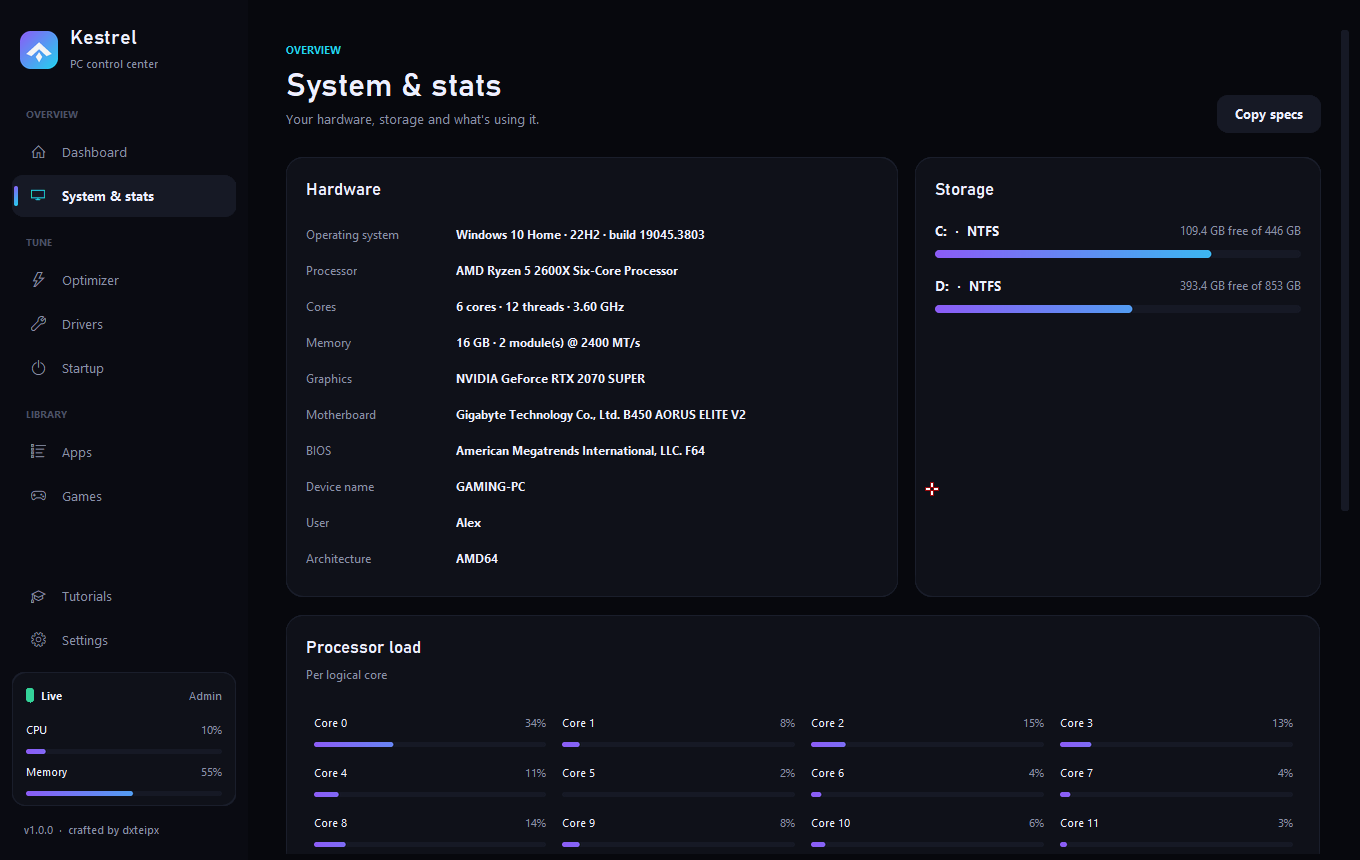 Kestrel
PC control center
OVERVIEW
Dashboard
System & stats
TUNE
Optimizer
Drivers
Startup
LIBRARY
Apps
Games
Tutorials
Settings
Live Admin
CPU 10%
Memory 55%
v1.0.0 · crafted by dxteipx
OVERVIEW
System & stats
Your hardware, storage and what's using it.
Copy specs
Hardware
Operating system Windows 10 Home · 22H2 · build 19045.3803
Processor AMD Ryzen 5 2600X Six-Core Processor
Cores 6 cores · 12 threads · 3.60 GHz
Memory 16 GB · 2 module(s) @ 2400 MT/s
Graphics NVIDIA GeForce RTX 2070 SUPER
Motherboard Gigabyte Technology Co., Ltd. B450 AORUS ELITE V2
BIOS American Megatrends International, LLC. F64
Device name GAMING-PC
User Alex
Architecture AMD64
Storage
C: · NTFS 109.4 GB free of 446 GB
D: · NTFS 393.4 GB free of 853 GB
Processor load
Per logical core
Core 0 34% Core 1 8% Core 2 15% Core 3 13%
Core 4 11% Core 5 2% Core 6 4% Core 7 4%
Core 8 14% Core 9 8% Core 10 6% Core 11 3%